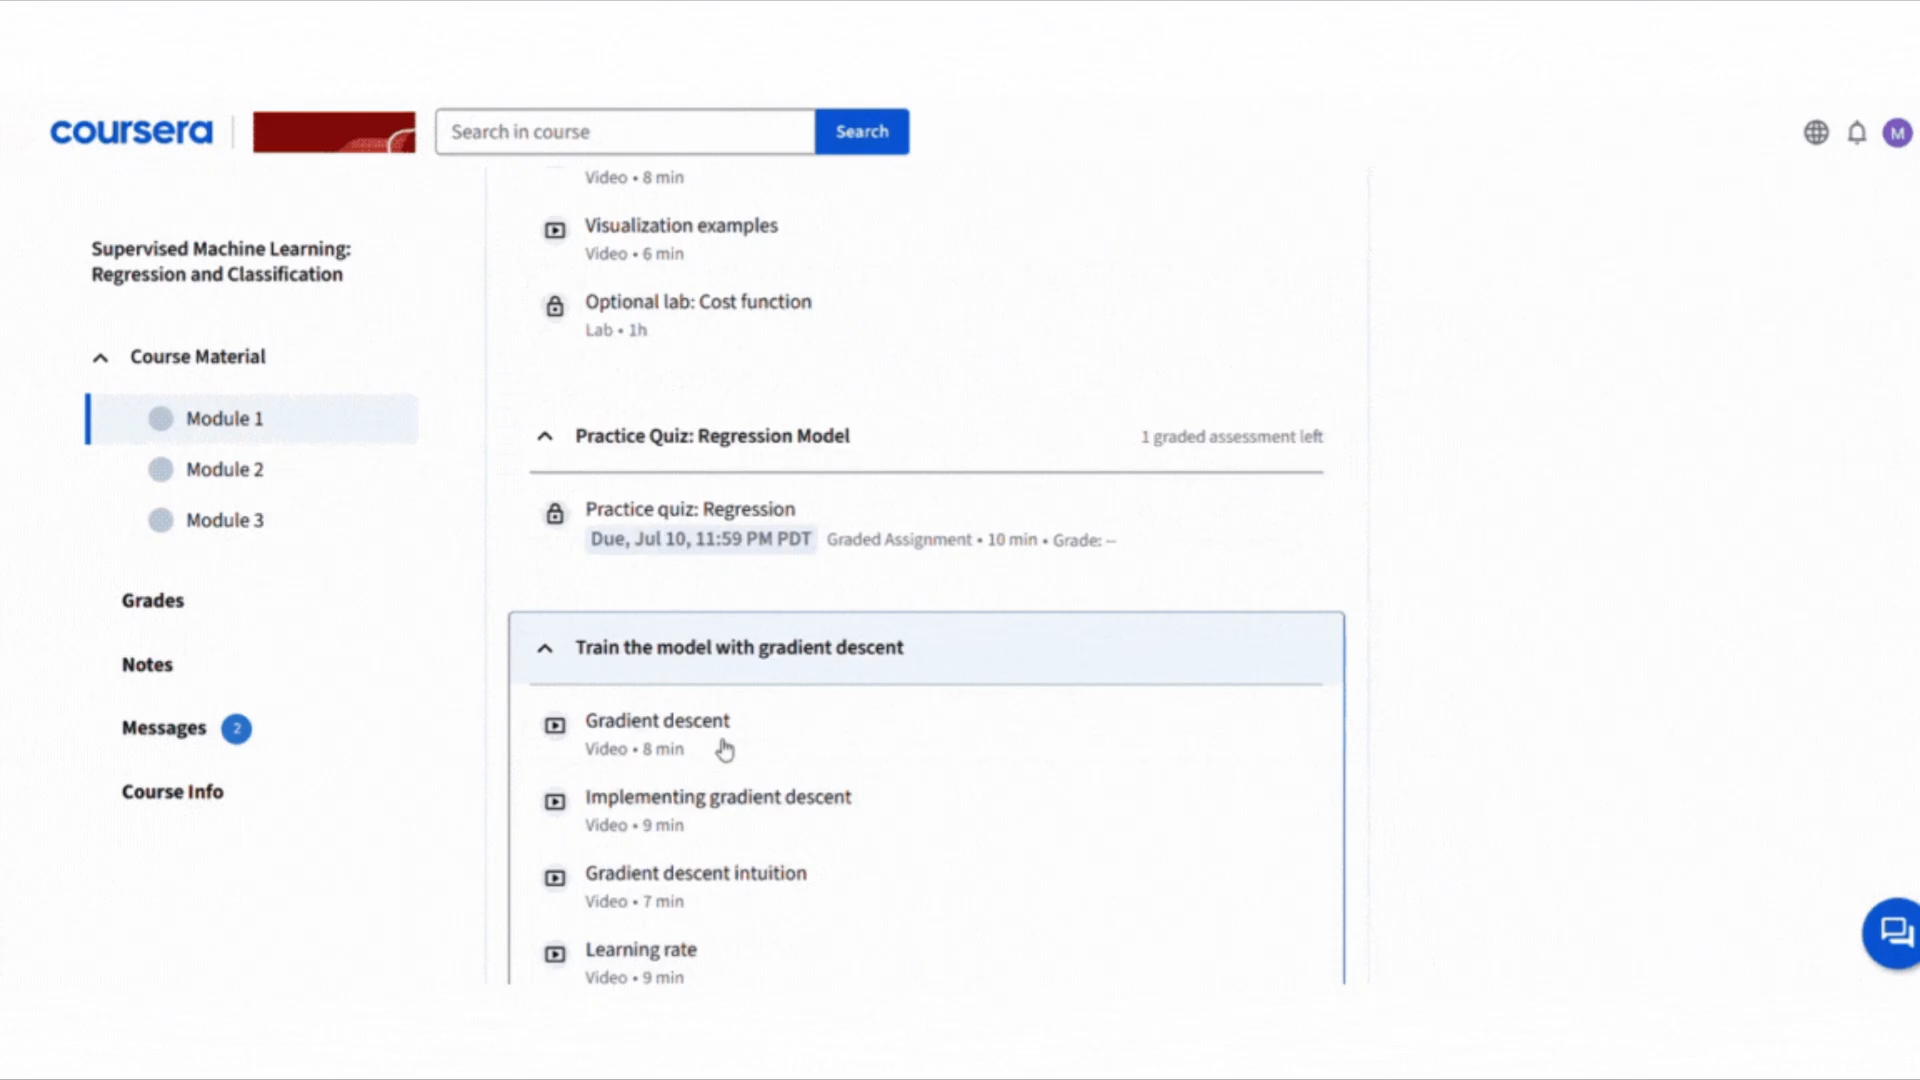 coursera
Search in course
Search
M
Supervised Machine Learning:
Regression and Classification
Course Material
Module 1
Module 2
Module 3
Grades
Notes
Messages 2
Course Info
Video • 8 min
Visualization examples
Video • 6 min
Optional lab: Cost function
Lab • 1h
Practice Quiz: Regression Model
1 graded assessment left
Practice quiz: Regression
Due, Jul 10, 11:59 PM PDT Graded Assignment • 10 min • Grade: --
Train the model with gradient descent
Gradient descent
Video • 8 min
Implementing gradient descent
Video • 9 min
Gradient descent intuition
Video • 7 min
Learning rate
Video • 9 min